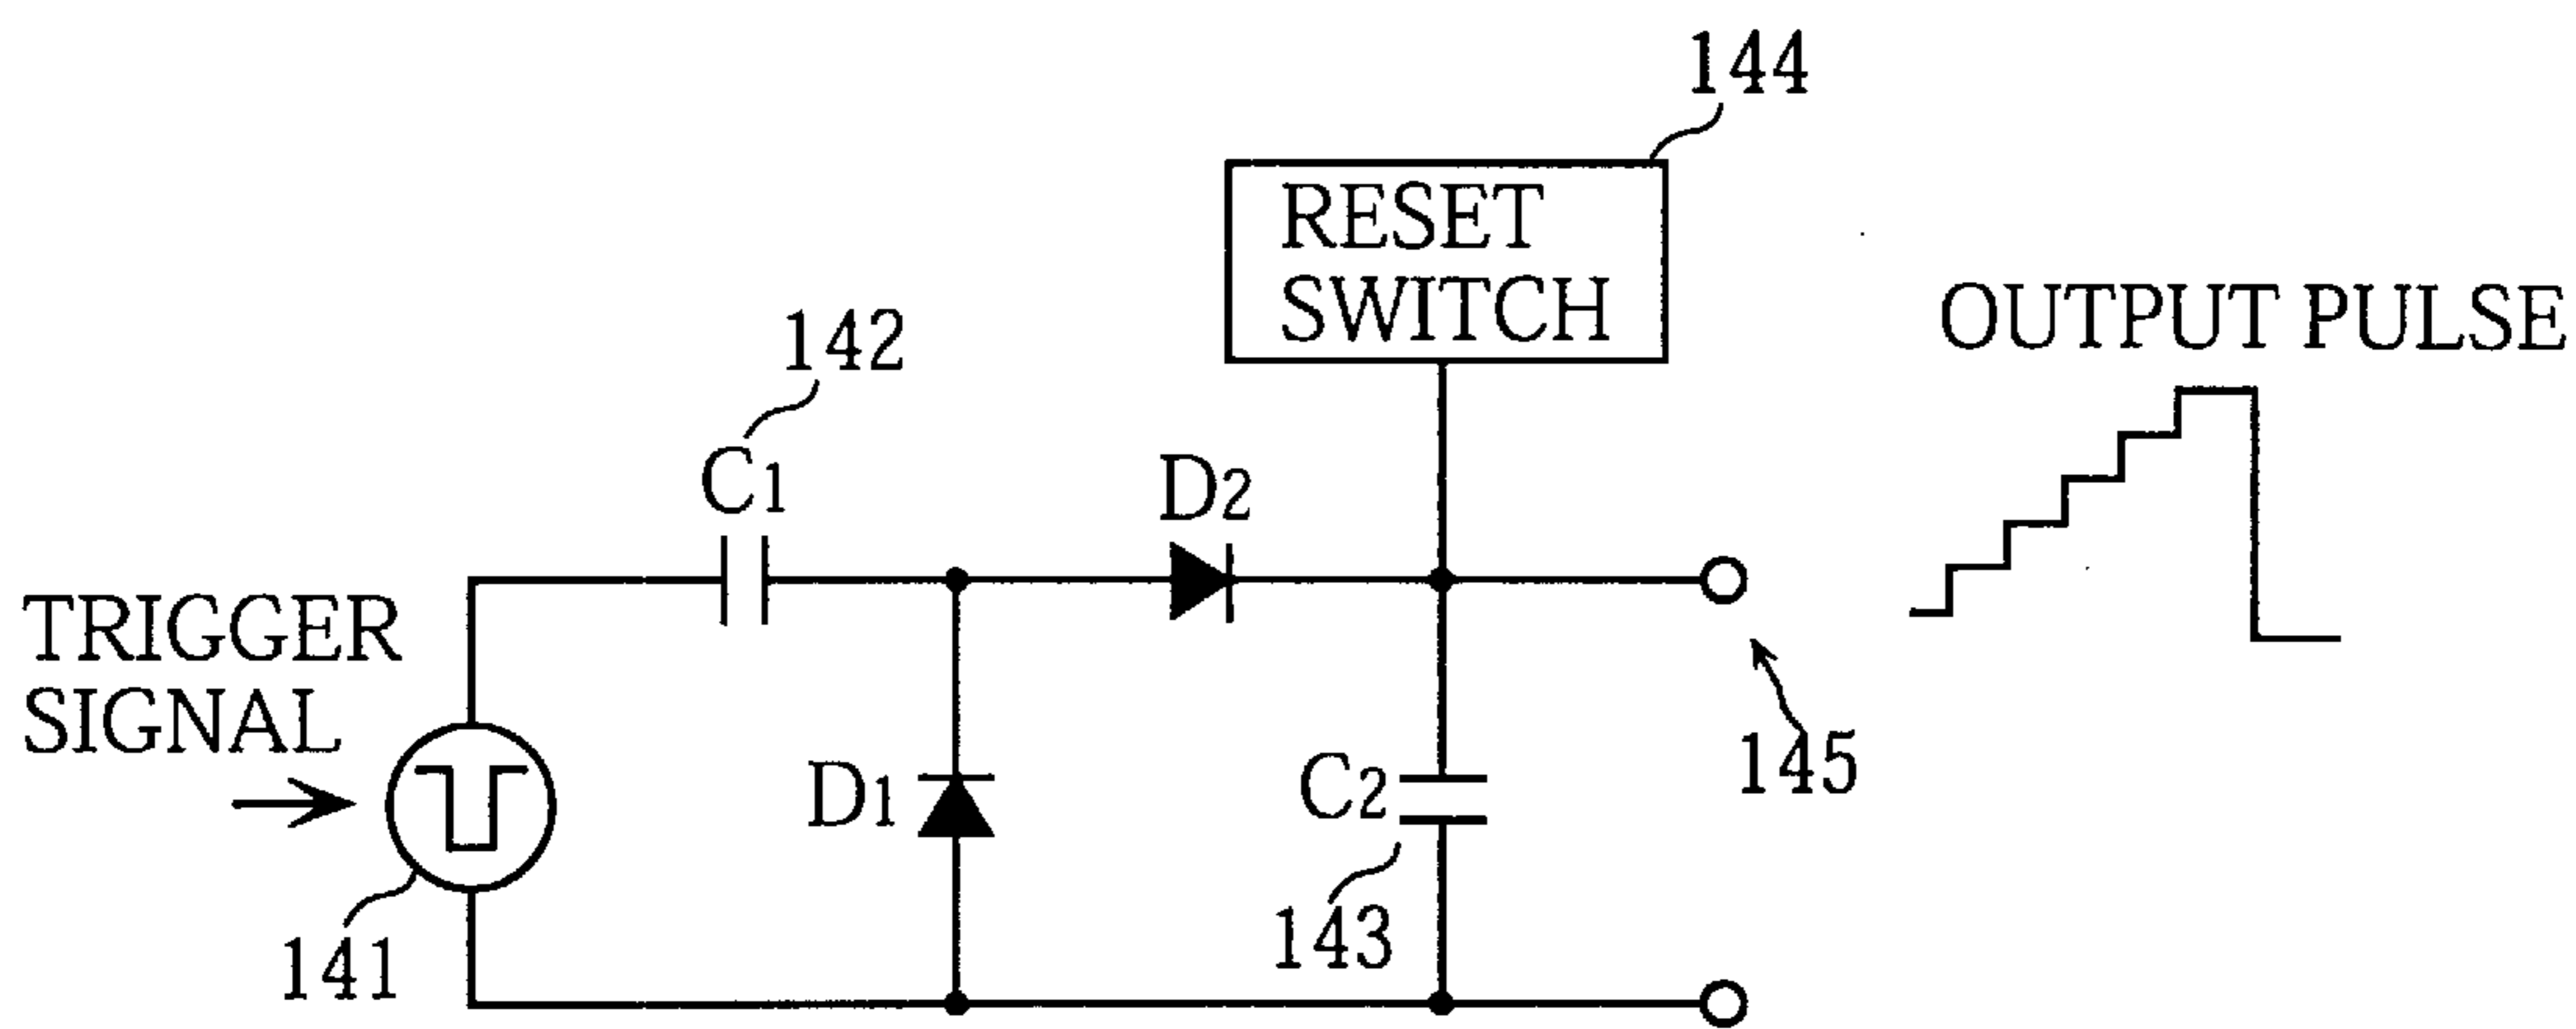 144
RESET
SWITCH
OUTPUT PULSE
142
C1
D2
TRIGGER
SIGNAL
D1
C2
145
141
143